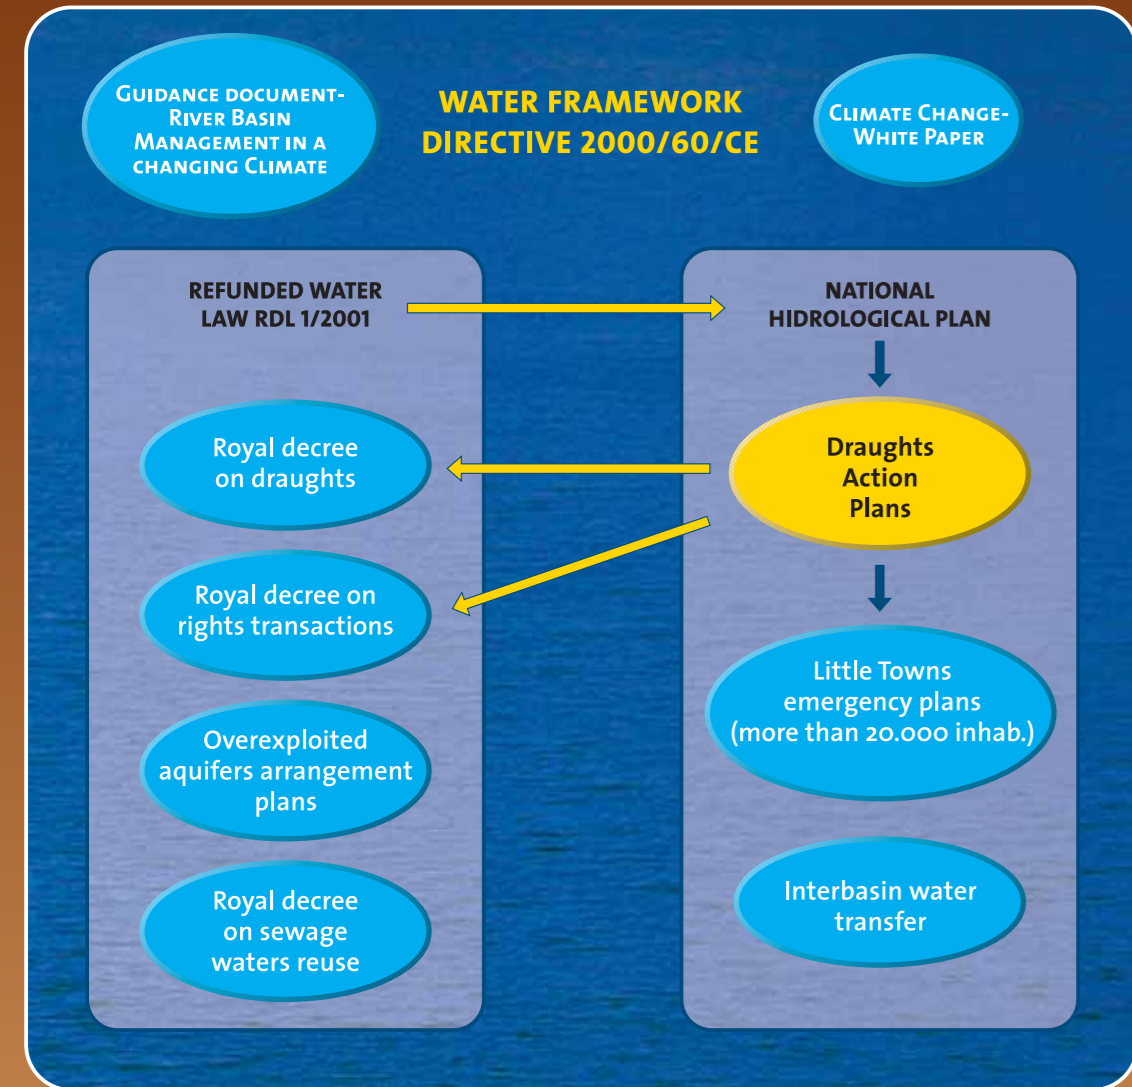 GUIDANCE DOCUMENT-
RIVER BASIN
MANAGEMENT IN A
CHANGING CLIMATE
WATER FRAMEWORK
DIRECTIVE 2000/60/CE
CLIMATE CHANGE-
WHITE PAPER
REFUNDED WATER
LAW RDL 1/2001
Royal decree
on draughts
Royal decree on
rights transactions
Overexploited
aquifers arrangement
plans
Royal decree
on sewage
waters reuse
NATIONAL
HIDROLOGICAL PLAN
Draughts
Action
Plans
Little Towns
emergency plans
(more than 20.000 inhab.)
Interbasin water
transfer